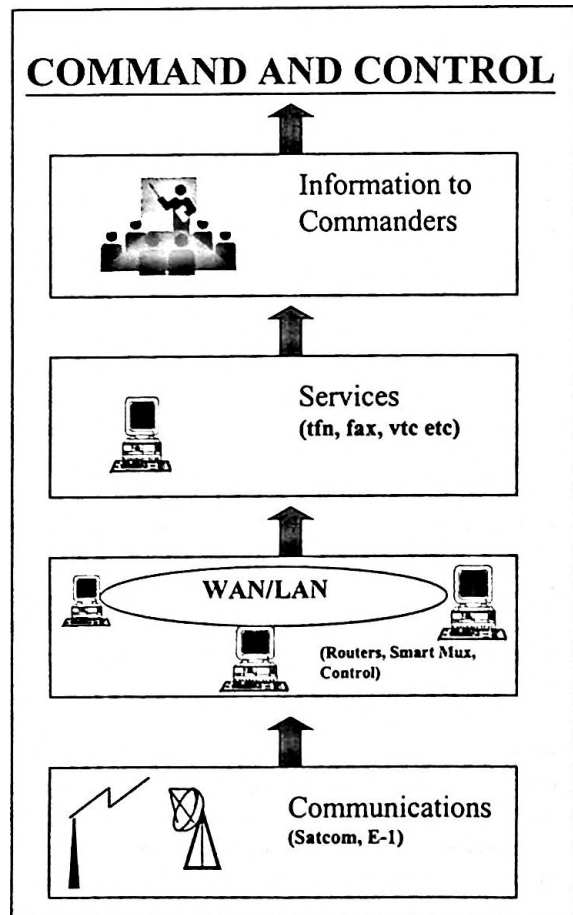 COMMAND AND CONTROL
Information to
Commanders
Services
(tfn, fax, vtc etc)
WAN/LAN
(Routers, Smart Mux,
Control)
Communications
(Satcom, E-1)